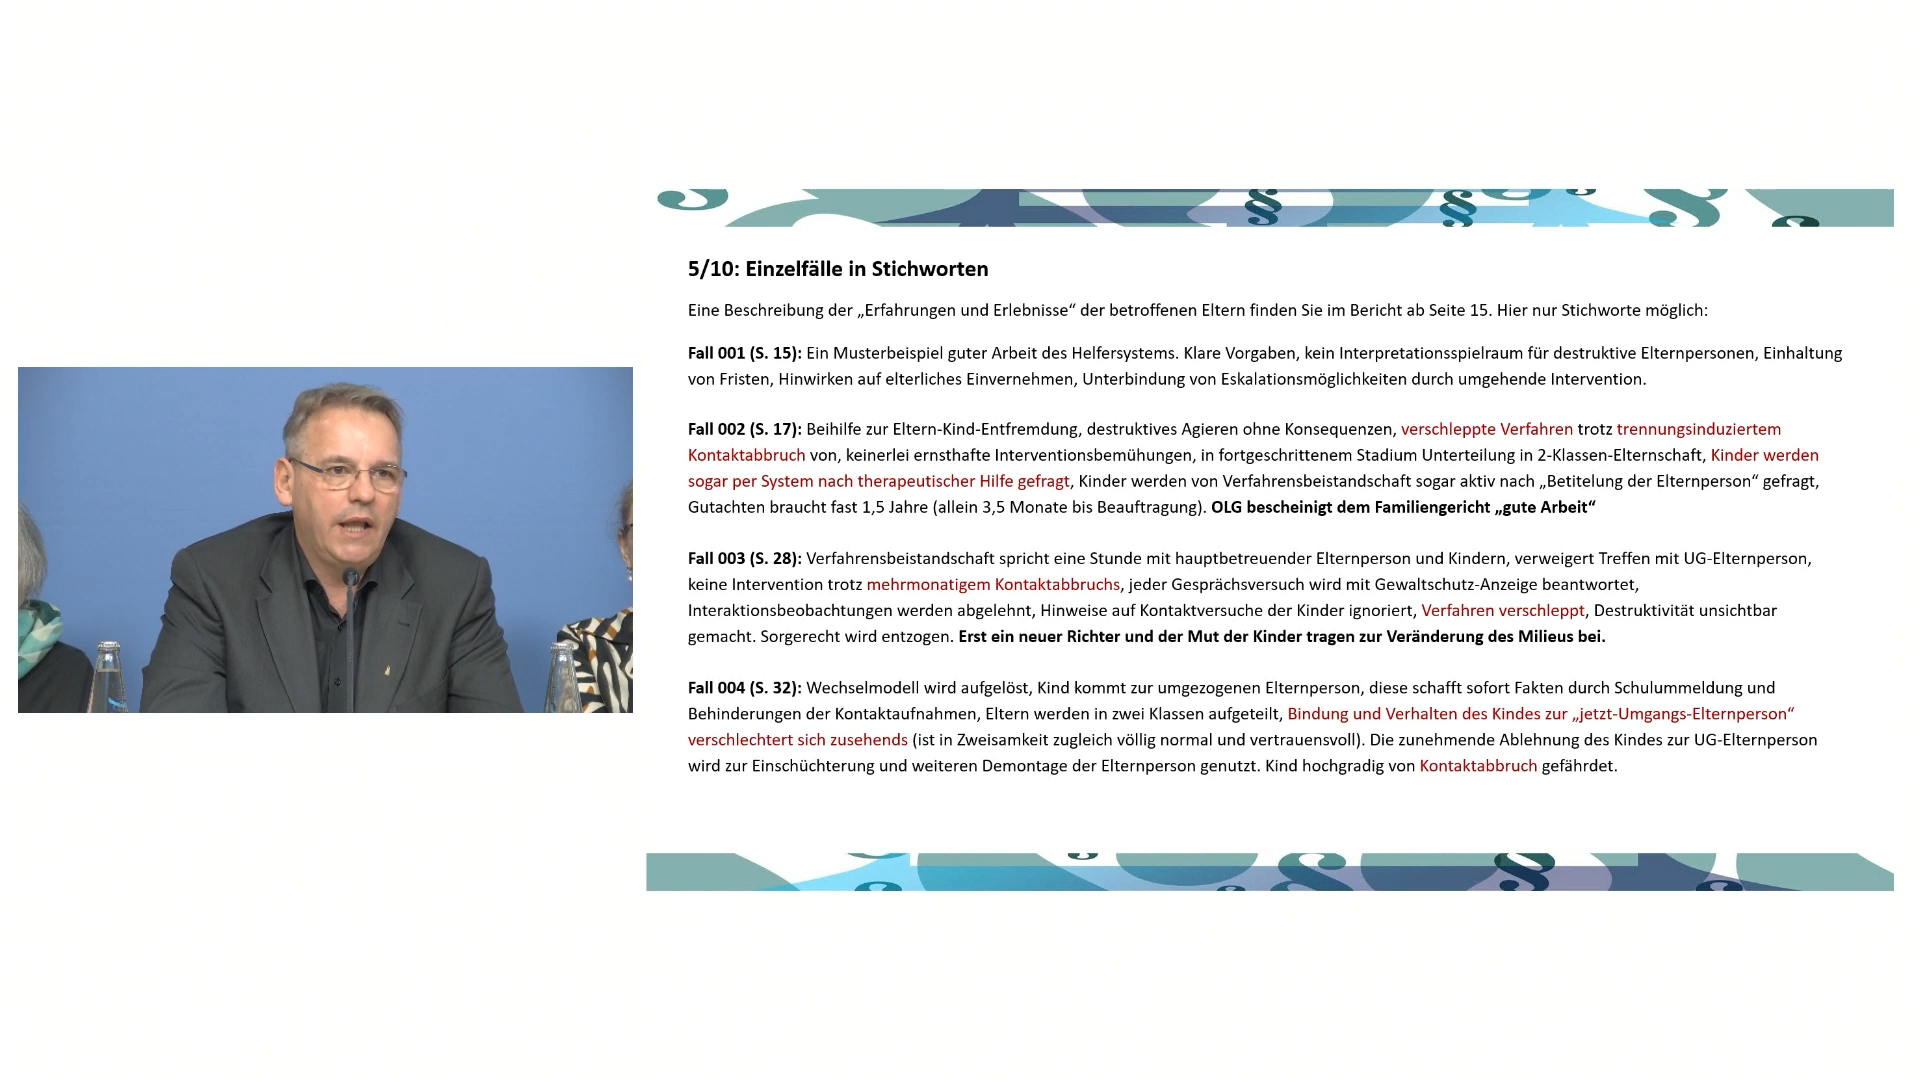 5/10: Einzelfälle in Stichworten
Eine Beschreibung der „Erfahrungen und Erlebnisse“ der betroffenen Eltern finden Sie im Bericht ab Seite 15. Hier nur Stichworte möglich:
Fall 001 (S. 15): Ein Musterbeispiel guter Arbeit des Helfersystems. Klare Vorgaben, kein Interpretationsspielraum für destruktive Elternpersonen, Einhaltung
von Fristen, Hinwirken auf elterliches Einvernehmen, Unterbindung von Eskalationsmöglichkeiten durch umgehende Intervention.
Fall 002 (S. 17): Beihilfe zur Eltern-Kind-Entfremdung, destruktives Agieren ohne Konsequenzen, verschleppte Verfahren trotz trennungsinduziertem
Kontaktabbruch von, keinerlei ernsthafte Interventionsbemühungen, in fortgeschrittenem Stadium Unterteilung in 2-Klassen-Elternschaft, Kinder werden
sogar per System nach therapeutischer Hilfe gefragt, Kinder werden von Verfahrensbeistandschaft sogar aktiv nach „Betitelung der Elternperson“ gefragt,
Gutachten braucht fast 1,5 Jahre (allein 3,5 Monate bis Beauftragung). OLG bescheinigt dem Familiengericht „gute Arbeit“
Fall 003 (S. 28): Verfahrensbeistandschaft spricht eine Stunde mit hauptbetreuender Elternperson und Kindern, verweigert Treffen mit UG-Elternperson,
keine Intervention trotz mehrmonatigem Kontaktabbruchs, jeder Gesprächsversuch wird mit Gewaltschutz-Anzeige beantwortet,
Interaktionsbeobachtungen werden abgelehnt, Hinweise auf Kontaktversuche der Kinder ignoriert, Verfahren verschleppt, Destruktivität unsichtbar
gemacht. Sorgerecht wird entzogen. Erst ein neuer Richter und der Mut der Kinder tragen zur Veränderung des Milieus bei.
Fall 004 (S. 32): Wechselmodell wird aufgelöst, Kind kommt zur umgezogenen Elternperson, diese schafft sofort Fakten durch Schulummeldung und
Behinderungen der Kontaktaufnahmen, Eltern werden in zwei Klassen aufgeteilt, Bindung und Verhalten des Kindes zur „jetzt-Umgangs-Elternperson“
verschlechtert sich zusehends (ist in Zweisamkeit zugleich völlig normal und vertrauensvoll). Die zunehmende Ablehnung des Kindes zur UG-Elternperson
wird zur Einschüchterung und weiteren Demontage der Elternperson genutzt. Kind hochgradig von Kontaktabbruch gefährdet.